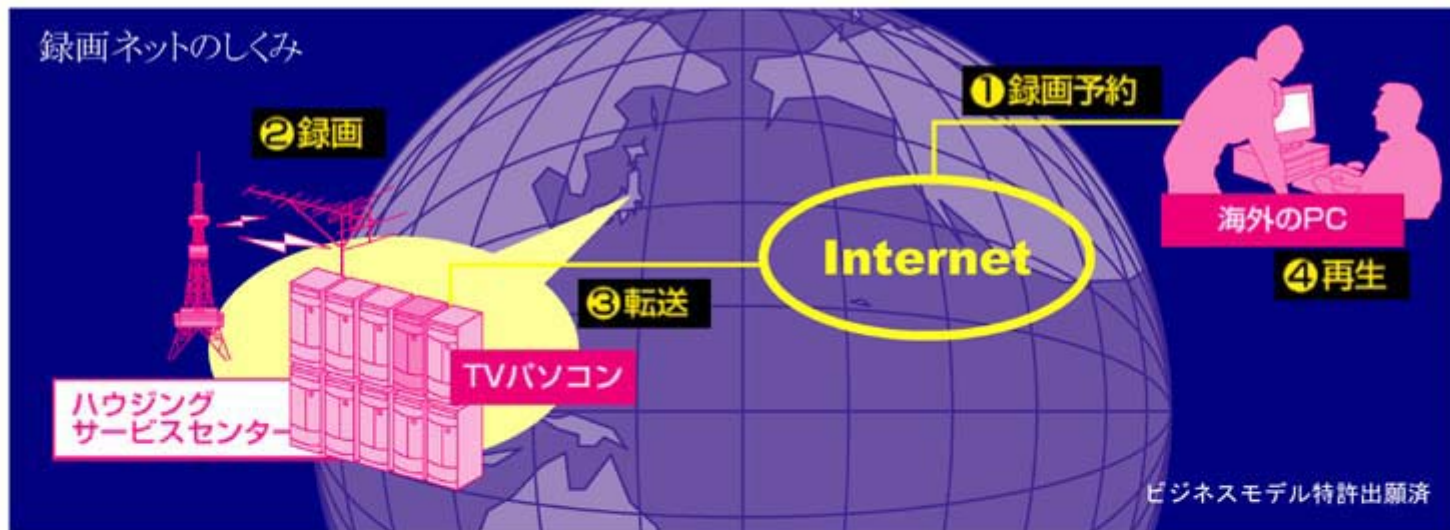 録画ネットのしくみ
❶録画予約
❷録画
海外のPC
Internet
❹再生
❸転送
TVパソコン
ハウジング
サービスセンター
ビジネスモデル特許出願済